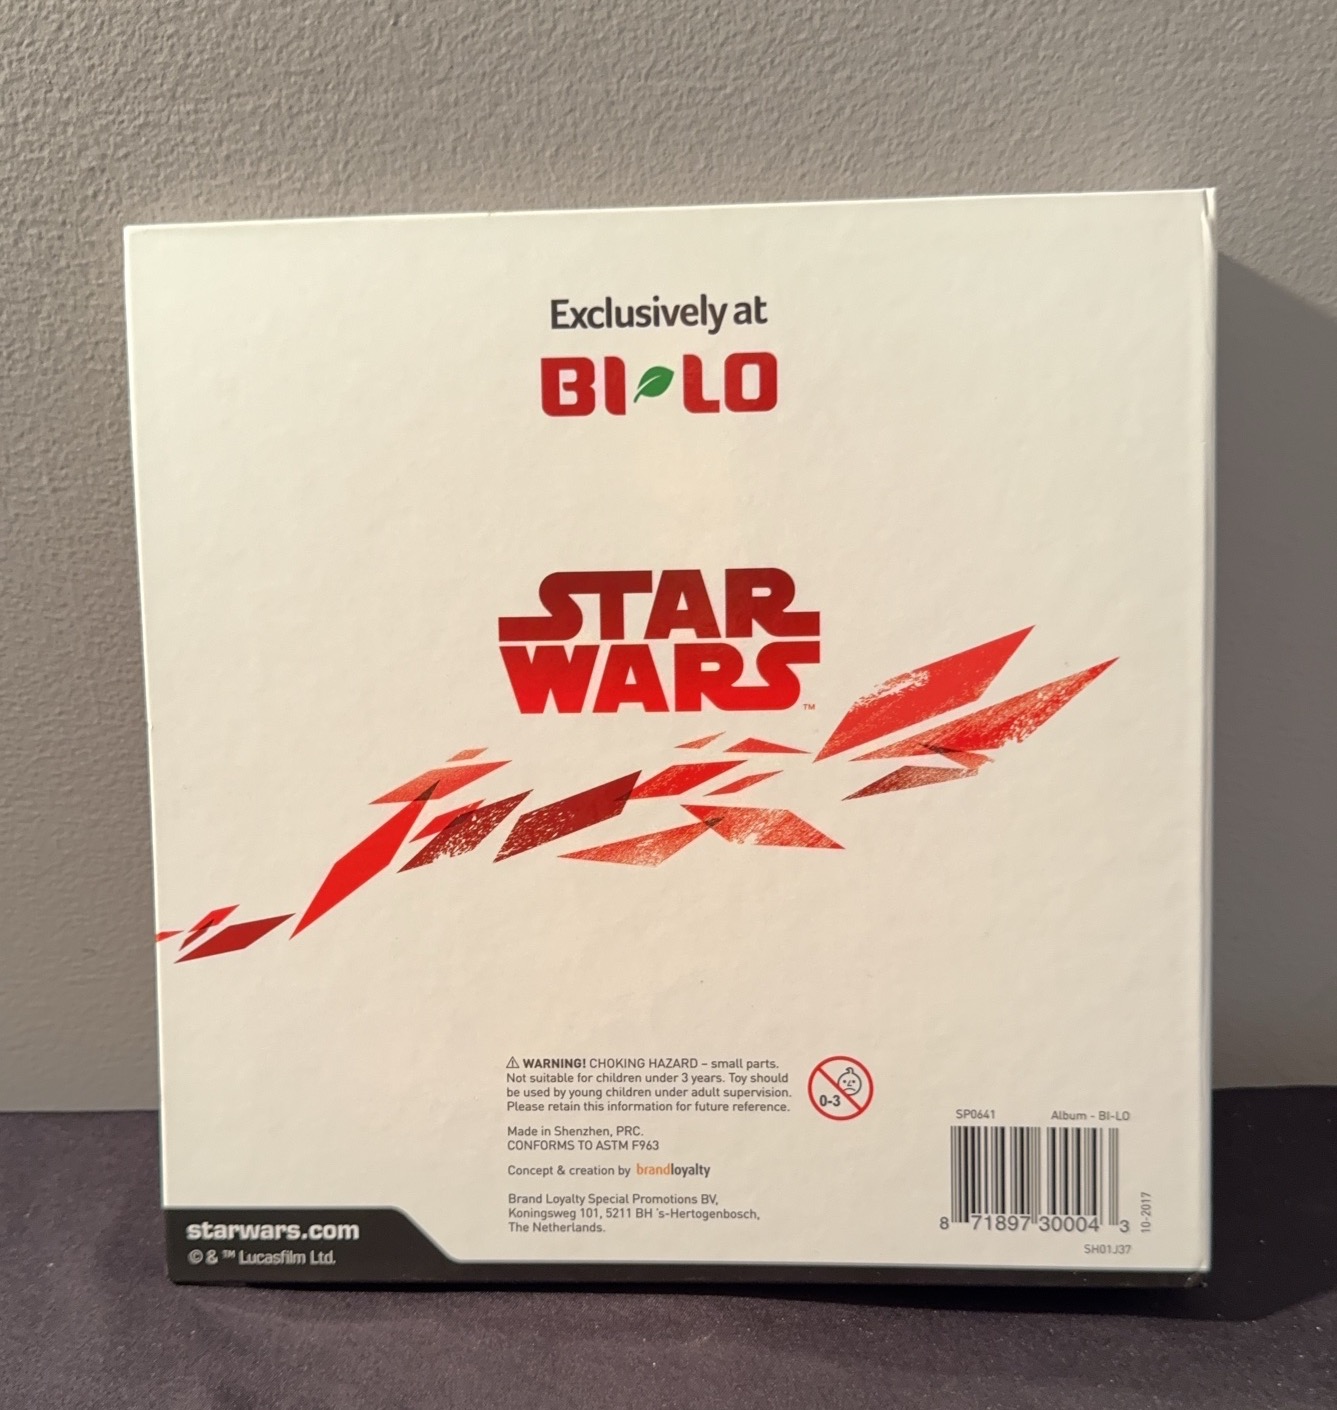 Exclusively at
BI-LO
STAR
WARS
™
⚠ WARNING! CHOKING HAZARD – small parts.
Not suitable for children under 3 years. Toy should
be used by young children under adult supervision.
Please retain this information for future reference.
0-3
Made in Shenzhen, PRC.
CONFORMS TO ASTM F963
Concept & creation by brandloyalty
Brand Loyalty Special Promotions BV,
Koningsweg 101, 5211 BH 's-Hertogenbosch,
The Netherlands.
SP0641 Album - BI-LO
8 71897 30004 3
10-2017
SH01J37
starwars.com
© & ™ Lucasfilm Ltd.